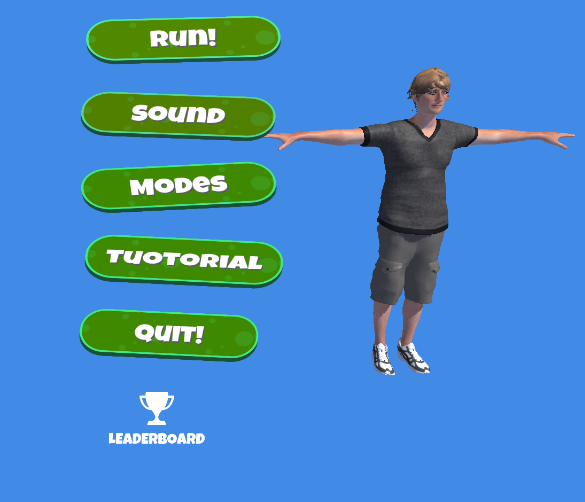 Run!
Sound
Modes
Tuotorial
Quit!
LEADERBOARD